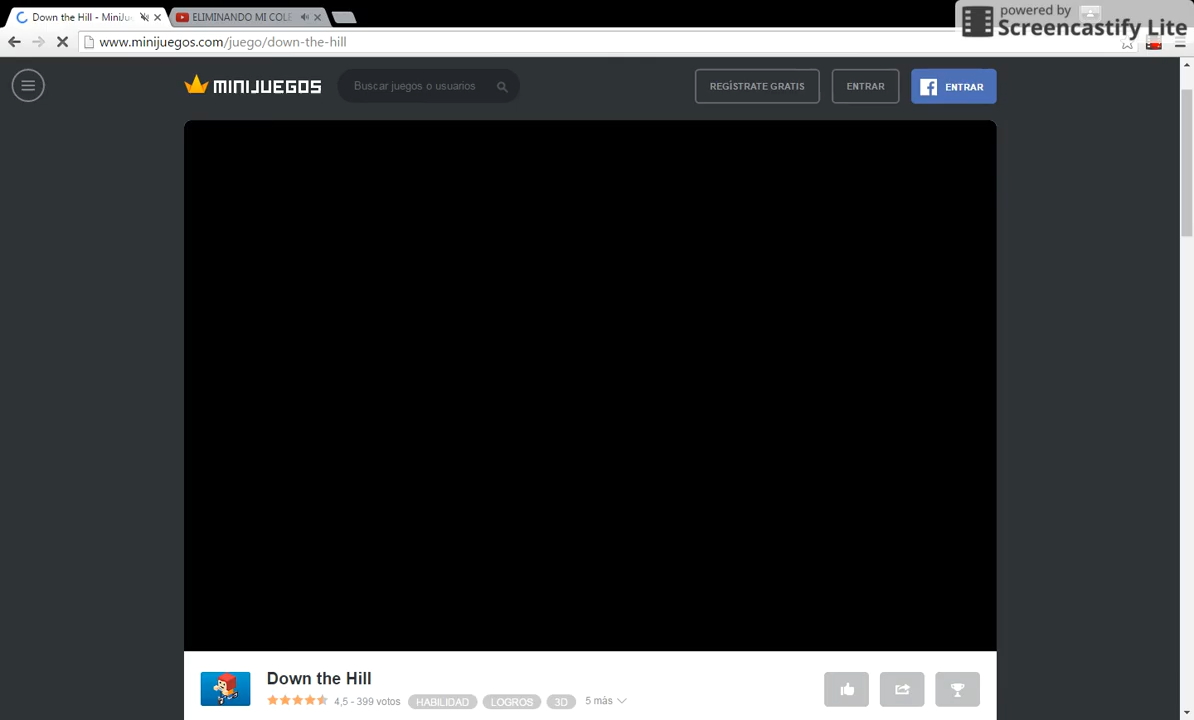 Down the Hill - MiniJu
ELIMINANDO MI COLE
powered by
Screencastify Lite
www.minijuegos.com/juego/down-the-hill
MINIJUEGOS
Buscar juegos o usuarios
REGÍSTRATE GRATIS
ENTRAR
ENTRAR
Down the Hill
4,5 - 399 votos HABILIDAD LOGROS 3D 5 más